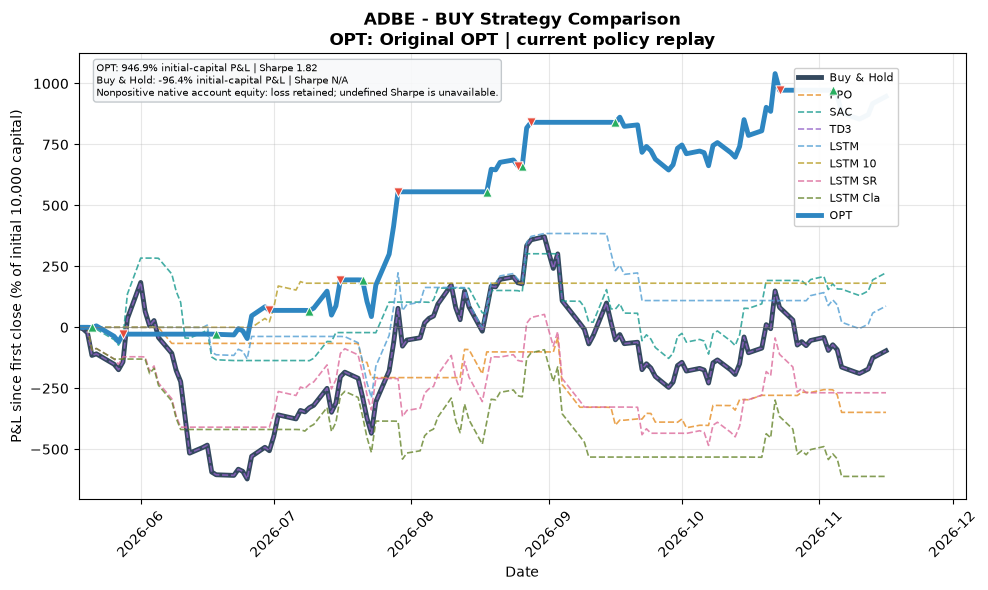 ADBE - BUY Strategy Comparison
OPT: Original OPT | current policy replay
OPT: 946.9% initial-capital P&L | Sharpe 1.82
Buy & Hold: -96.4% initial-capital P&L | Sharpe N/A
Nonpositive native account equity: loss retained; undefined Sharpe is unavailable.
Buy & Hold
PPO
SAC
TD3
LSTM
LSTM 10
LSTM SR
LSTM Cla
OPT
P&L since first close (% of initial 10,000 capital)
1000
750
500
250
0
−250
−500
2026-06
2026-07
2026-08
2026-09
2026-10
2026-11
2026-12
Date